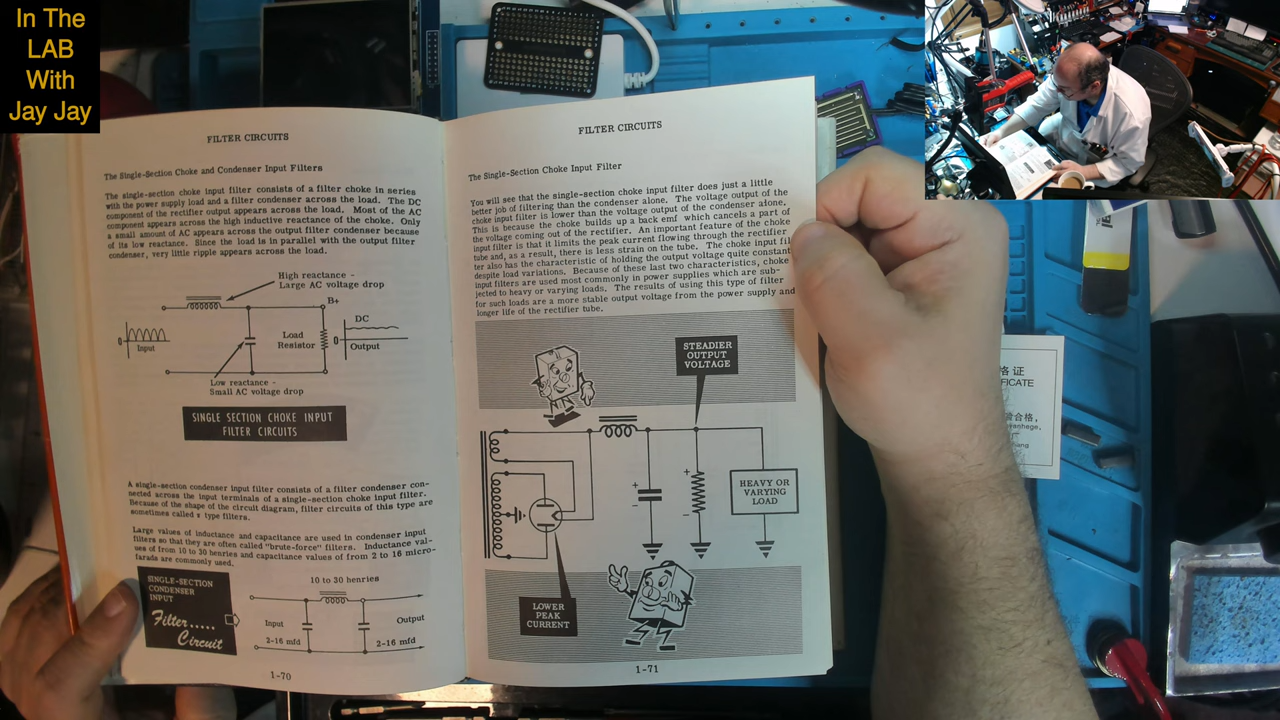 In The
LAB
With
Jay Jay
FILTER CIRCUITS
The Single-Section Choke and Condenser Input Filters
The single-section choke input filter consists of a filter choke in series
with the power supply load and a filter condenser across the load. The DC
component of the rectifier output appears across the load. Most of the AC
component appears across the high inductive reactance of the choke. Only
a small amount of AC appears across the output filter condenser because
of its low reactance. Since the load is in parallel with the output filter
condenser, very little ripple appears across the load.
High reactance -
Large AC voltage drop
B+
0
Input
Load
Resistor
DC
0
Output
Low reactance -
Small AC voltage drop
SINGLE SECTION CHOKE INPUT
FILTER CIRCUITS
A single-section condenser input filter consists of a filter condenser con-
nected across the input terminals of a single-section choke input filter.
Because of the shape of the circuit diagram, filter circuits of this type are
sometimes called π type filters.
Large values of inductance and capacitance are used in condenser input
filters so that they are often called "brute-force" filters. Inductance val-
ues of from 10 to 30 henries and capacitance values of from 2 to 16 micro-
farads are commonly used.
SINGLE-SECTION
CONDENSER
INPUT
Filter.....
Circuit
10 to 30 henries
Input
Output
2-16 mfd
2-16 mfd
1-70
FILTER CIRCUITS
The Single-Section Choke Input Filter
You will see that the single-section choke input filter does just a little
better job of filtering than the condenser alone. The voltage output of the
choke input filter is lower than the voltage output of the condenser alone.
This is because the choke builds up a back emf which cancels a part of
the voltage coming out of the rectifier. An important feature of the choke
input filter is that it limits the peak current flowing through the rectifier
tube and, as a result, there is less strain on the tube. The choke input fil
ter also has the characteristic of holding the output voltage quite constant
despite load variations. Because of these last two characteristics, choke
input filters are used most commonly in power supplies which are sub-
jected to heavy or varying loads. The results of using this type of filter
for such loads are a more stable output voltage from the power supply and
longer life of the rectifier tube.
STEADIER
OUTPUT
VOLTAGE
+
-
+
-
HEAVY OR
VARYING
LOAD
LOWER
PEAK
CURRENT
1-71
格证
FICATE
合格,
厂